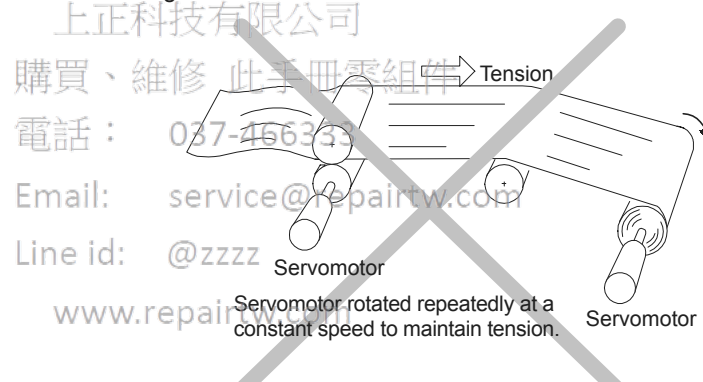 上正科技有限公司
購買、維修 此手冊零組件
Tension
電話： 037-466333
Email: service@repairtw.com
Line id: @zzzz
Servomotor
www.repairtw.com
Servomotor rotated repeatedly at a
constant speed to maintain tension.
Servomotor